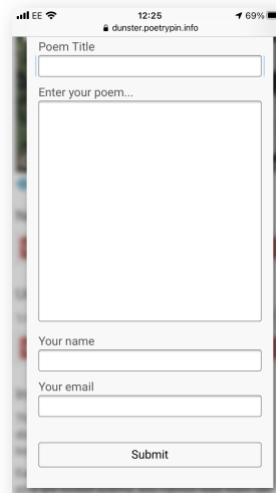 EE 12:25 69%
dunster.poetrypin.info
Poem Title
Enter your poem...
Your name
Your email
Submit